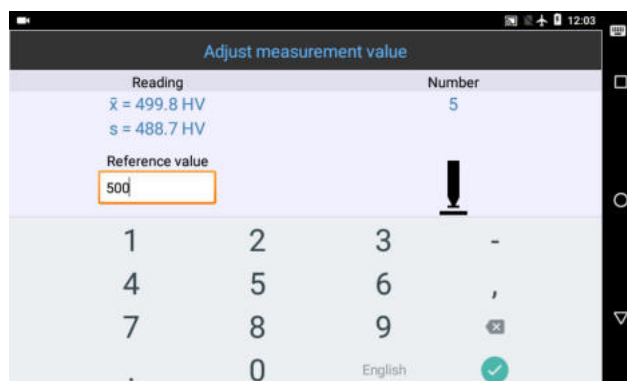 12:03
Adjust measurement value
Reading Number
x̄ = 499.8 HV 5
s = 488.7 HV
Reference value
500
1 2 3 -
4 5 6 ,
7 8 9
. 0 English